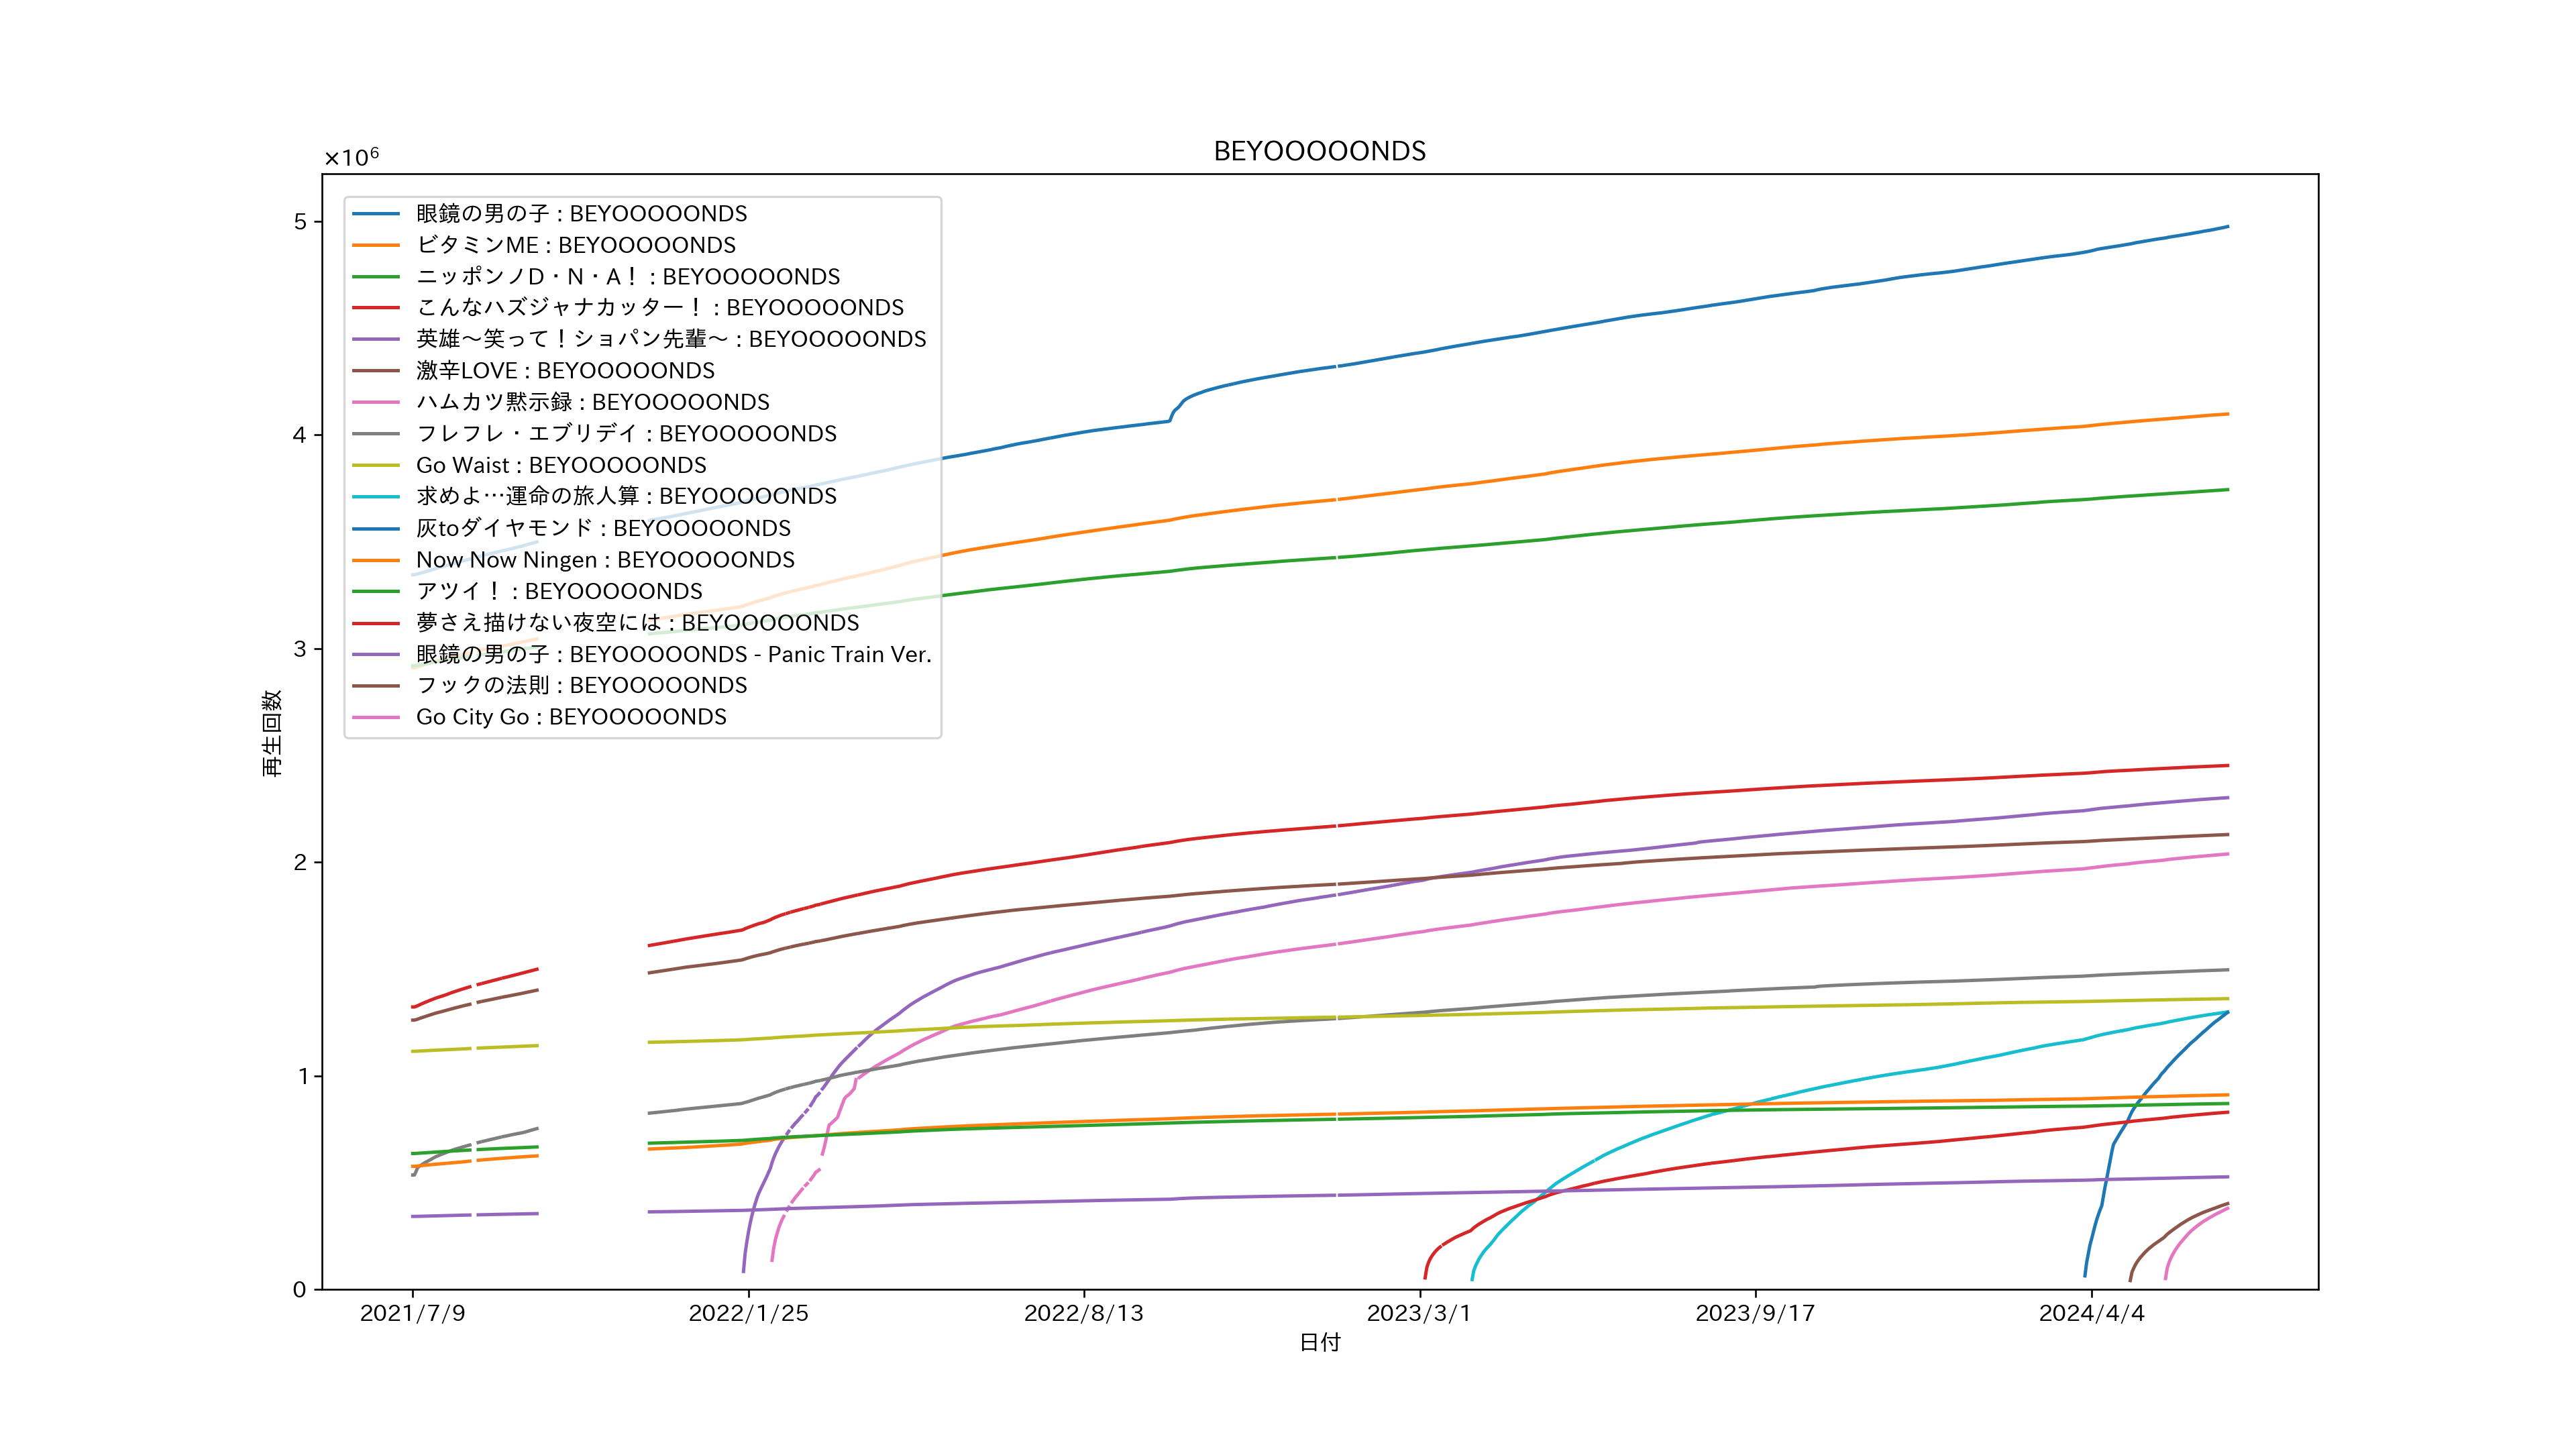 BEYOOOOONDS
×10⁶
眼鏡の男の子 : BEYOOOOONDS
ビタミンME : BEYOOOOONDS
ニッポンノD・N・A！ : BEYOOOOONDS
こんなハズジャナカッター！ : BEYOOOOONDS
英雄〜笑って！ショパン先輩〜 : BEYOOOOONDS
激辛LOVE : BEYOOOOONDS
ハムカツ黙示録 : BEYOOOOONDS
フレフレ・エブリデイ : BEYOOOOONDS
Go Waist : BEYOOOOONDS
求めよ…運命の旅人算 : BEYOOOOONDS
灰toダイヤモンド : BEYOOOOONDS
Now Now Ningen : BEYOOOOONDS
アツイ！ : BEYOOOOONDS
夢さえ描けない夜空には : BEYOOOOONDS
眼鏡の男の子 : BEYOOOOONDS - Panic Train Ver.
フックの法則 : BEYOOOOONDS
Go City Go : BEYOOOOONDS
5
4
3
2
1
0
再生回数
2021/7/9
2022/1/25
2022/8/13
2023/3/1
2023/9/17
2024/4/4
日付